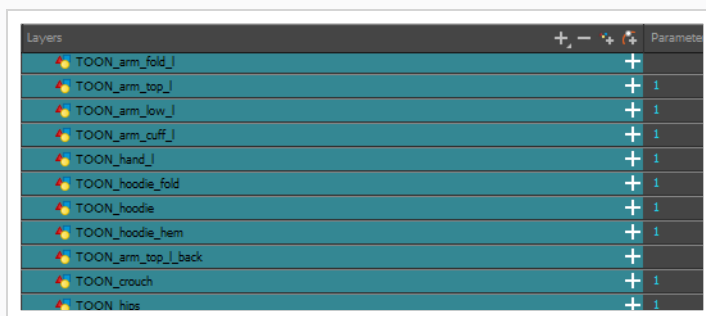 Layers Paramete
TOON_arm_fold_l
TOON_arm_top_l 1
TOON_arm_low_l 1
TOON_arm_cuff_l 1
TOON_hand_l 1
TOON_hoodie_fold 1
TOON_hoodie 1
TOON_hoodie_hem 1
TOON_arm_top_l_back
TOON_crouch 1
TOON_hips 1